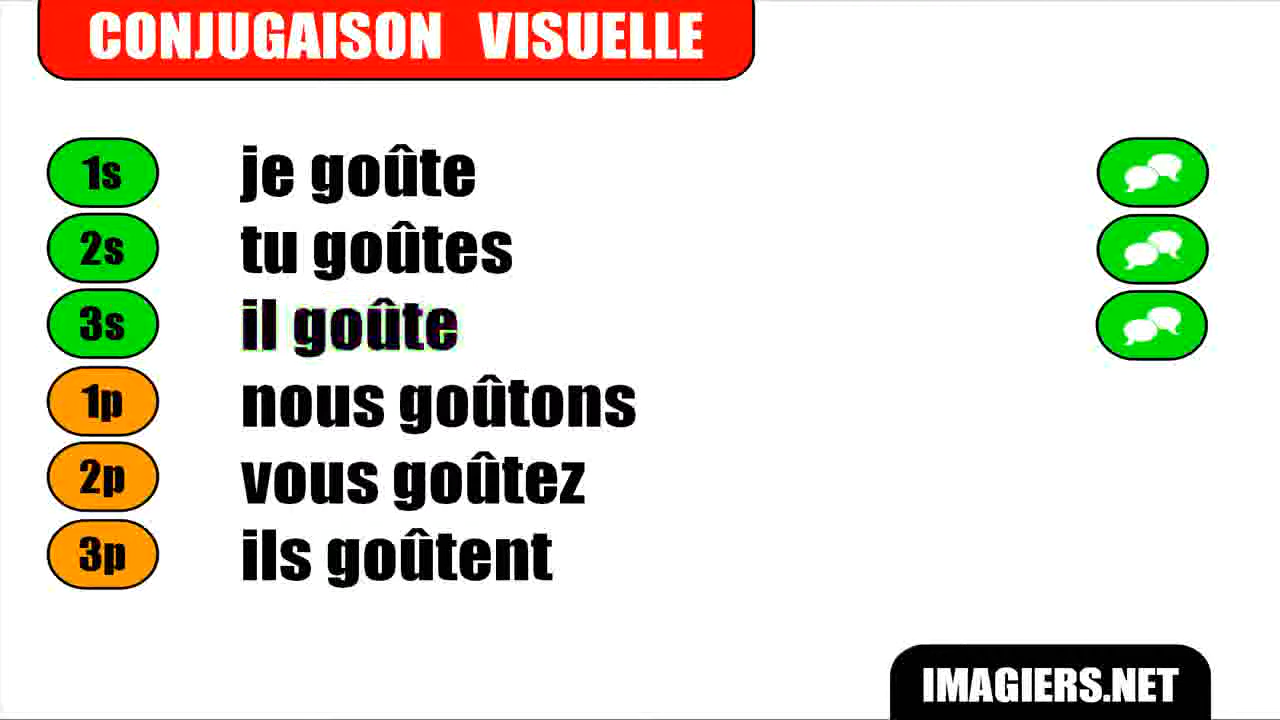 CONJUGAISON VISUELLE
1s je goûte
2s tu goûtes
3s il goûte
1p nous goûtons
2p vous goûtez
3p ils goûtent
IMAGIERS.NET